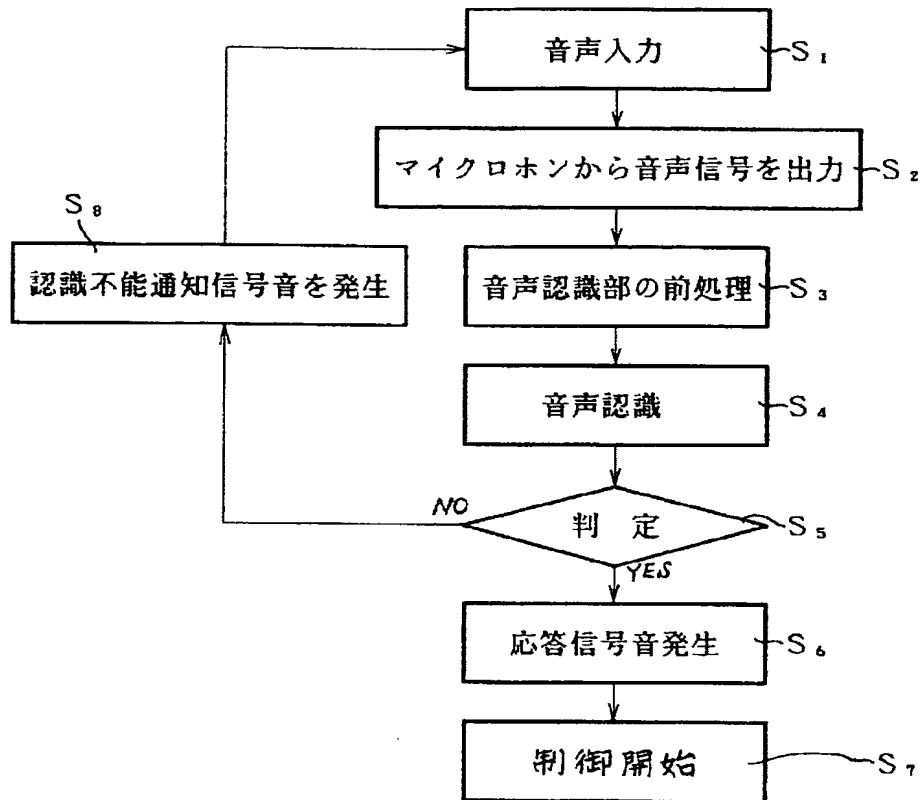 音声入力
S₁
マイクロホンから音声信号を出力
S₂
S₈
認識不能通知信号音を発生
音声認識部の前処理
S₃
音声認識
S₄
NO
判 定
S₅
YES
応答信号音発生
S₆
制御開始
S₇